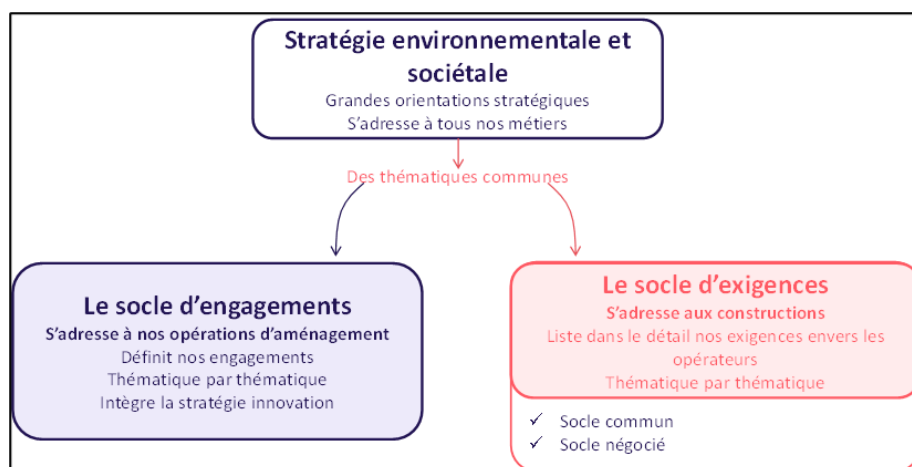 Stratégie environnementale et
sociétale
Grandes orientations stratégiques
S'adresse à tous nos métiers
Des thématiques communes
Le socle d'engagements
S'adresse à nos opérations d'aménagement
Définit nos engagements
Thématique par thématique
Intègre la stratégie innovation
Le socle d'exigences
S'adresse aux constructions
Liste dans le détail nos exigences envers les
opérateurs
Thématique par thématique
✓ Socle commun
✓ Socle négocié